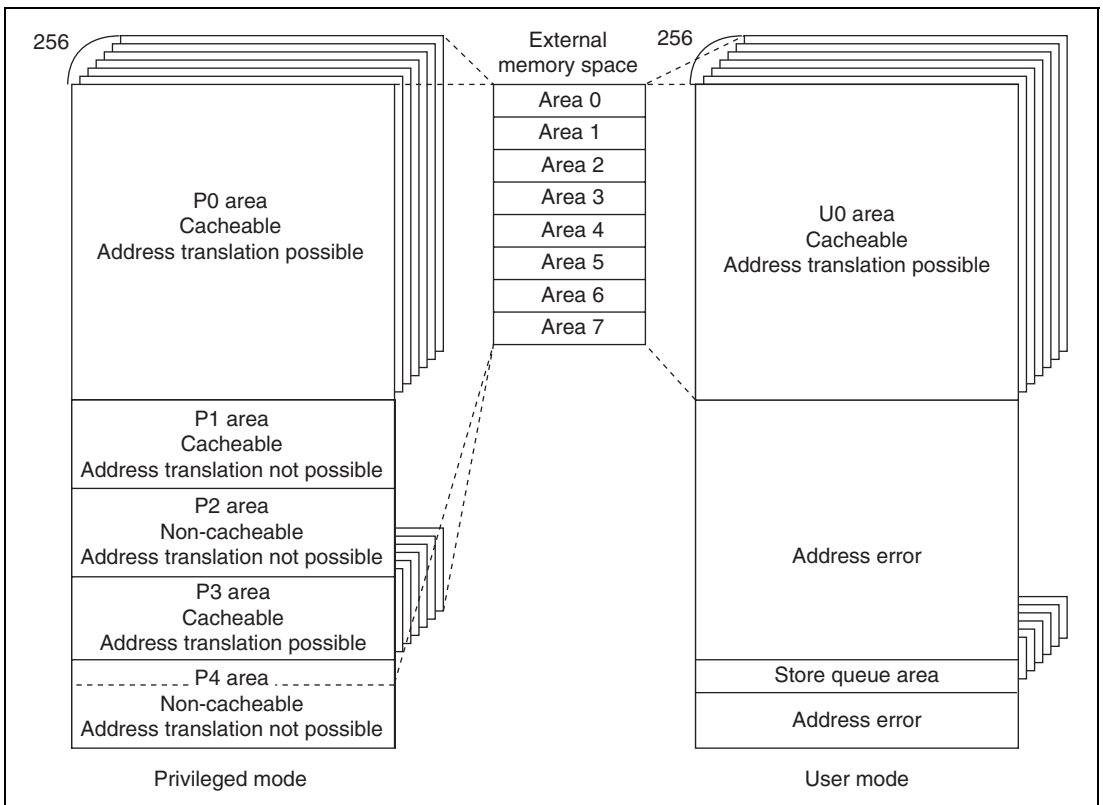 256
External
memory space
256
Area 0
Area 1
Area 2
Area 3
Area 4
Area 5
Area 6
Area 7
P0 area
Cacheable
Address translation possible
U0 area
Cacheable
Address translation possible
P1 area
Cacheable
Address translation not possible
P2 area
Non-cacheable
Address translation not possible
P3 area
Cacheable
Address translation possible
P4 area
Non-cacheable
Address translation not possible
Address error
Store queue area
Address error
Privileged mode
User mode